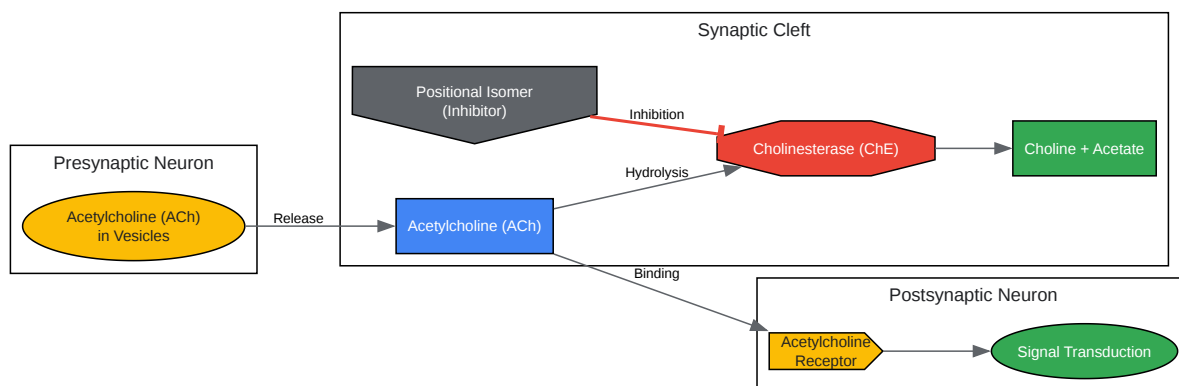 Synaptic Cleft
Positional Isomer
(Inhibitor)
Inhibition
Cholinesterase (ChE)
Choline + Acetate
Presynaptic Neuron
Hydrolysis
Acetylcholine (ACh)
in Vesicles
Release
Acetylcholine (ACh)
Binding
Postsynaptic Neuron
Acetylcholine
Receptor
Signal Transduction